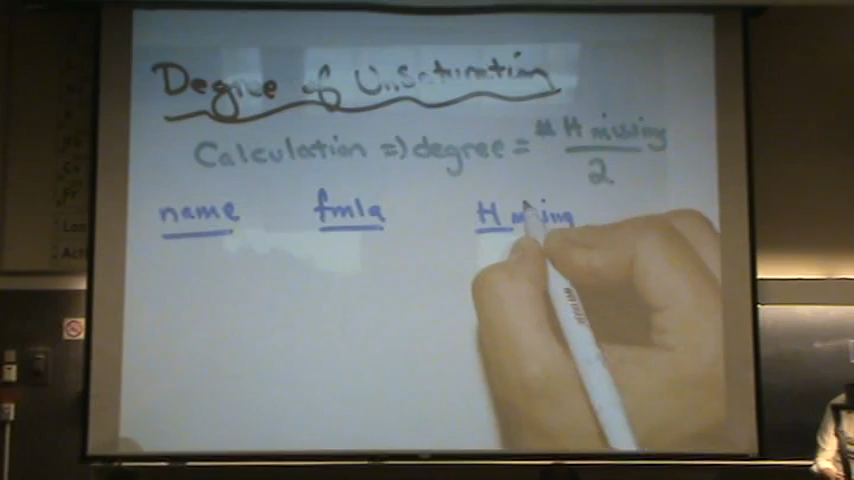 Degree of Unsaturation
Calculation => degree = # H missing
2
name fmla H